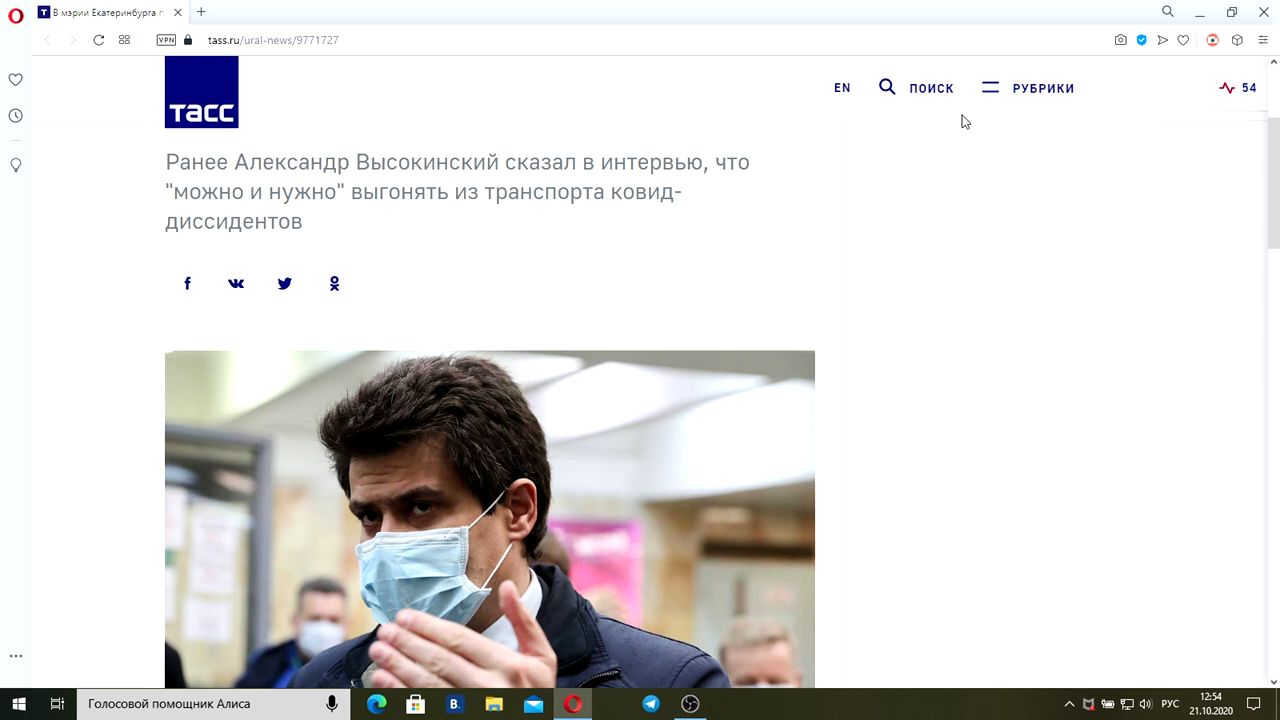 В мэрии Екатеринбурга п
VPN
tass.ru/ural-news/9771727
ТАСС
EN
ПОИСК
РУБРИКИ
54
Ранее Александр Высокинский сказал в интервью, что
"можно и нужно" выгонять из транспорта ковид-
диссидентов
Голосовой помощник Алиса
B.
РУС
12:54
21.10.2020